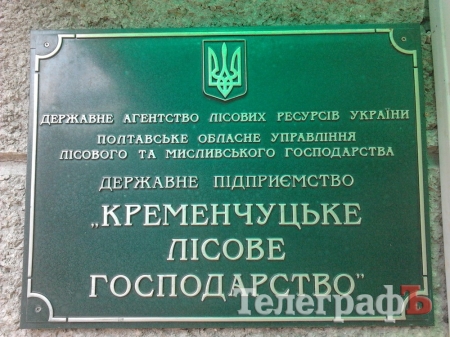 ДЕРЖАВНЕ АГЕНТСТВО ЛІСОВИХ РЕСУРСІВ УКРАЇНИ
ПОЛТАВСЬКЕ ОБЛАСНЕ УПРАВЛІННЯ
ЛІСОВОГО ТА МИСЛИВСЬКОГО ГОСПОДАРСТВА
ДЕРЖАВНЕ ПІДПРИЄМСТВО
„КРЕМЕНЧУЦЬКЕ
ЛІСОВЕ
ГОСПОДАРСТВО"
ТелеграфЪ